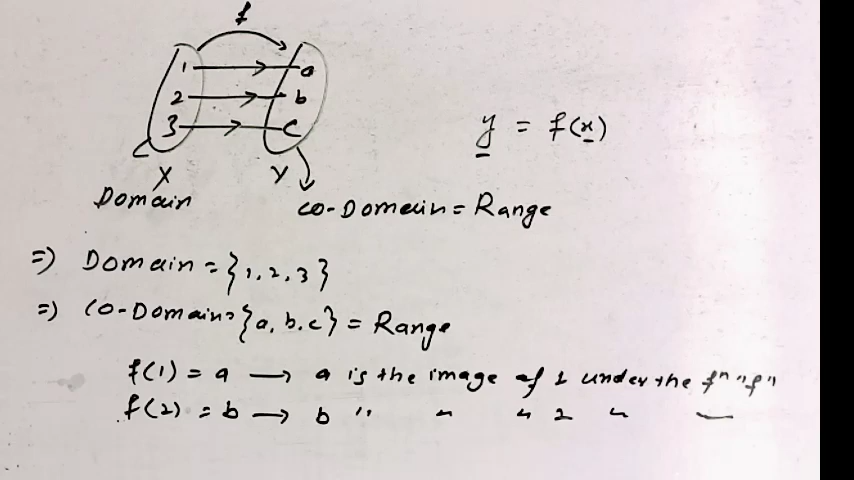 f
1 a
2 b
3 c
y = f(x)
X Y
Domain
co-Domain = Range
=) Domain = {1, 2, 3}
=) co-Domain = {a, b, c} = Range
f(1) = a → a is the image of 1 under the fⁿ "f"
f(2) = b → b " " " 2 "